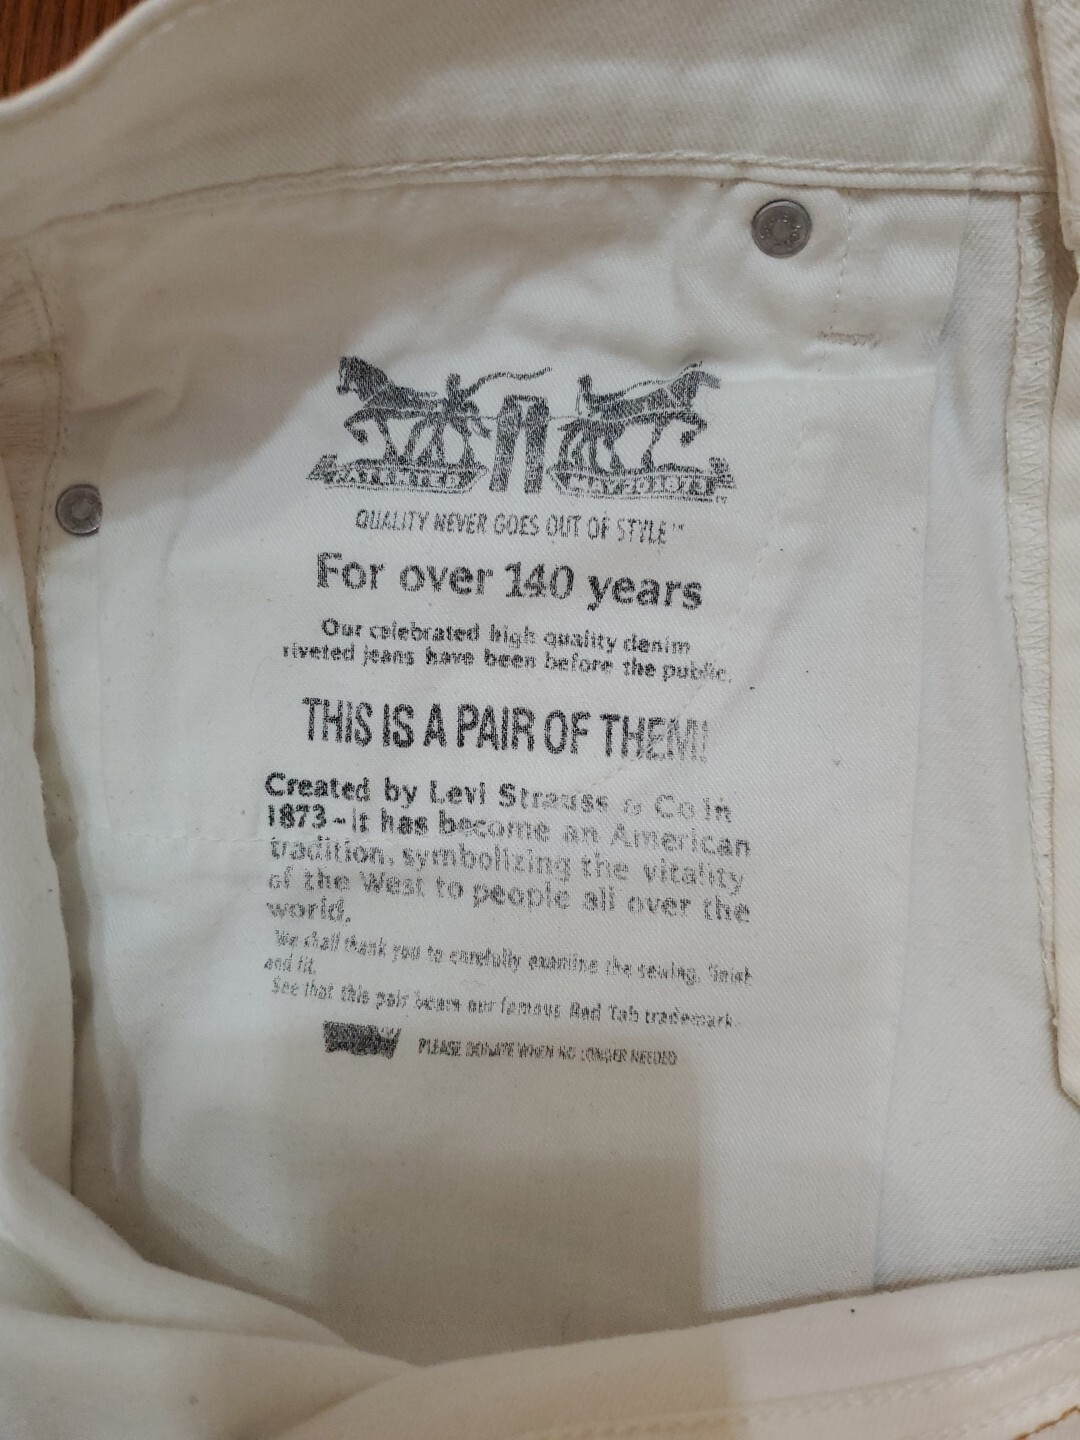 PATENTED MAY 20 1873
QUALITY NEVER GOES OUT OF STYLE™
For over 140 years
Our celebrated high quality denim
riveted jeans have been before the public.
THIS IS A PAIR OF THEM!
Created by Levi Strauss & Co in
1873-it has become an American
tradition, symbolizing the vitality
of the West to people all over the
world.
We shall thank you to carefully examine the sewing, finish
and fit.
See that this pair bears our famous Red Tab trademark.
PLEASE DONATE WHEN NO LONGER NEEDED